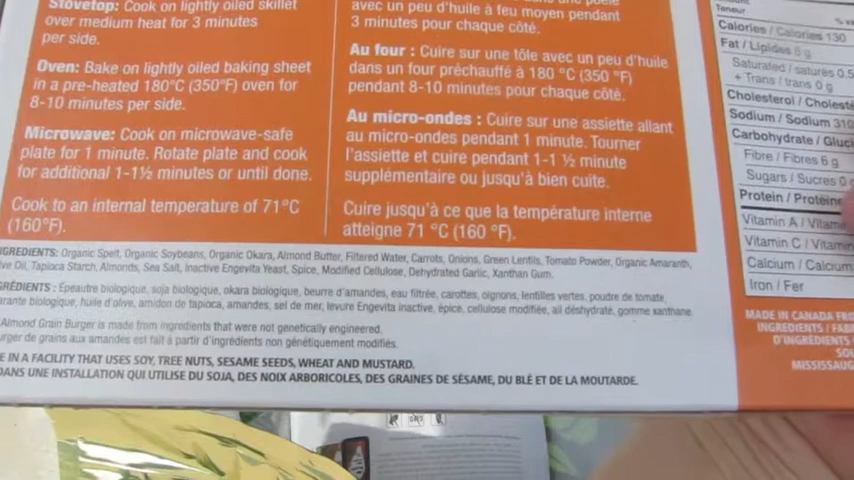 Stovetop: Cook on lightly oiled skillet
over medium heat for 3 minutes
per side.
Oven: Bake on lightly oiled baking sheet
in a pre-heated 180°C (350°F) oven for
8-10 minutes per side.
Microwave: Cook on microwave-safe
plate for 1 minute. Rotate plate and cook
for additional 1-1½ minutes or until done.
Cook to an internal temperature of 71°C
(160°F).
avec un peu d'huile à feu moyen pendant
3 minutes pour chaque côté.
Au four : Cuire sur une tôle avec un peu d'huile
dans un four préchauffé à 180 °C (350 °F)
pendant 8-10 minutes pour chaque côté.
Au micro-ondes : Cuire sur une assiette allant
au micro-ondes pendant 1 minute. Tourner
l'assiette et cuire pendant 1-1 ½ minute
supplémentaire ou jusqu'à bien cuite.
Cuire jusqu'à ce que la température interne
atteigne 71 °C (160 °F).
Teneur
Calories / Calories 130
Fat / Lipides 6 g
Saturated / saturés 0.5
+ Trans / trans 0 g
Cholesterol /
Sodium / Sodium 310
Carbohydrate /
Fibre / Fibres 6 g
Sugars / Sucres 0 g
Protein /
Vitamin A /
Vitamin C /
Calcium / Calcium
Iron / Fer
INGREDIENTS: Organic Spelt, Organic Soybeans, Organic Okara, Almond Butter, Filtered Water, Carrots, Onions, Green Lentils, Tomato Powder, Organic Amaranth,
Oil, Tapioca Starch, Almonds, Sea Salt, Inactive Engevita Yeast, Spice, Modified Cellulose, Dehydrated Garlic, Xanthan Gum.
Épeautre biologique, soja biologique, okara biologique, beurre d'amandes, eau filtrée, carottes, oignons, lentilles vertes, poudre de tomate,
biologique, huile d'olive, amidon de tapioca, amandes, sel de mer, levure Engevita inactive, épice, cellulose modifiée, ail déshydraté, gomme xanthane.
Almond Grain Burger is made from ingredients that were not genetically engineered.
de grains aux amandes est fait à partir d'ingrédients non génétiquement modifiés.
IN A FACILITY THAT USES SOY, TREE NUTS, SESAME SEEDS, WHEAT AND MUSTARD.
DANS UNE INSTALLATION QUI UTILISE DU SOJA, DES NOIX ARBORICOLES, DES GRAINES DE SÉSAME, DU BLÉ ET DE LA MOUTARDE.
MADE IN CANADA
INGREDIENTS /
D'INGRÉDIENTS